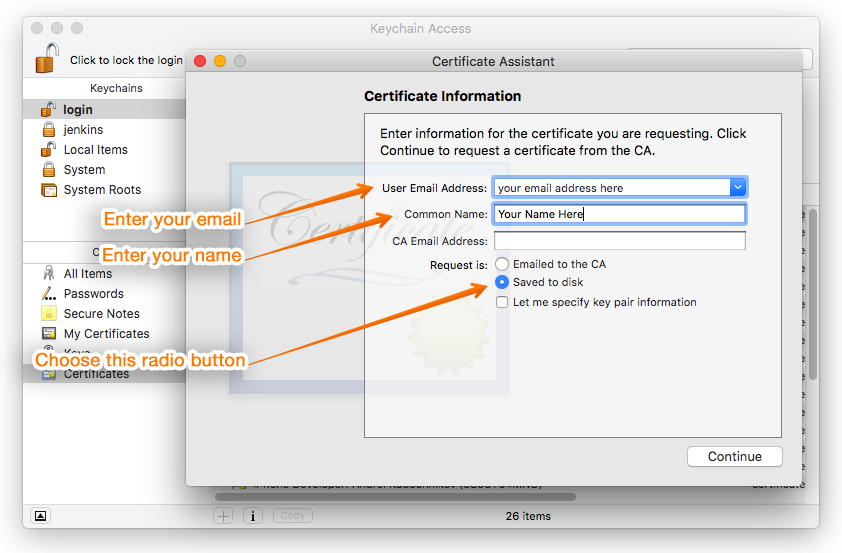 Keychain Access
Click to lock the login
Certificate Assistant
Keychains
login
jenkins
Local Items
System
System Roots
All Items
Passwords
Secure Notes
My Certificates
Keys
Certificates
Certificate Information
Enter information for the certificate you are requesting. Click
Continue to request a certificate from the CA.
User Email Address: your email address here
Common Name: Your Name Here
CA Email Address:
Request is: Emailed to the CA
Saved to disk
Let me specify key pair information
Certificate
Enter your email
Enter your name
Choose this radio button
Continue
certificate
Copy
26 items